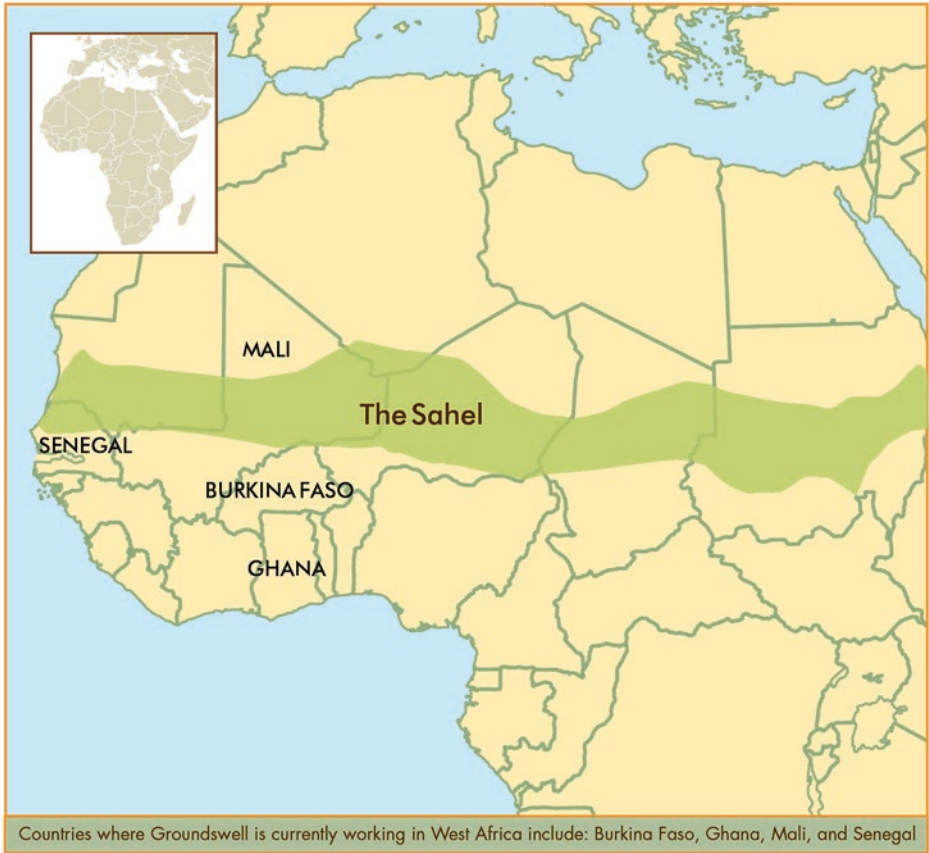 MALI
The Sahel
SENEGAL
BURKINA FASO
GHANA
Countries where Groundswell is currently working in West Africa include: Burkina Faso, Ghana, Mali, and Senegal